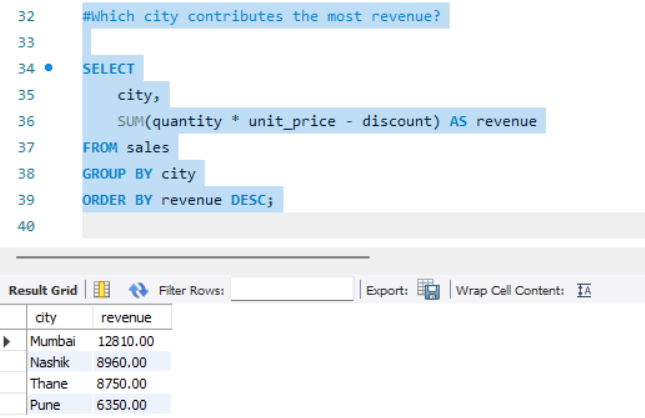 32 #Which city contributes the most revenue?
33
34 SELECT
35 city,
36 SUM(quantity * unit_price - discount) AS revenue
37 FROM sales
38 GROUP BY city
39 ORDER BY revenue DESC;
40
Result Grid Filter Rows: Export: Wrap Cell Content: IA
city revenue
Mumbai 12810.00
Nashik 8960.00
Thane 8750.00
Pune 6350.00